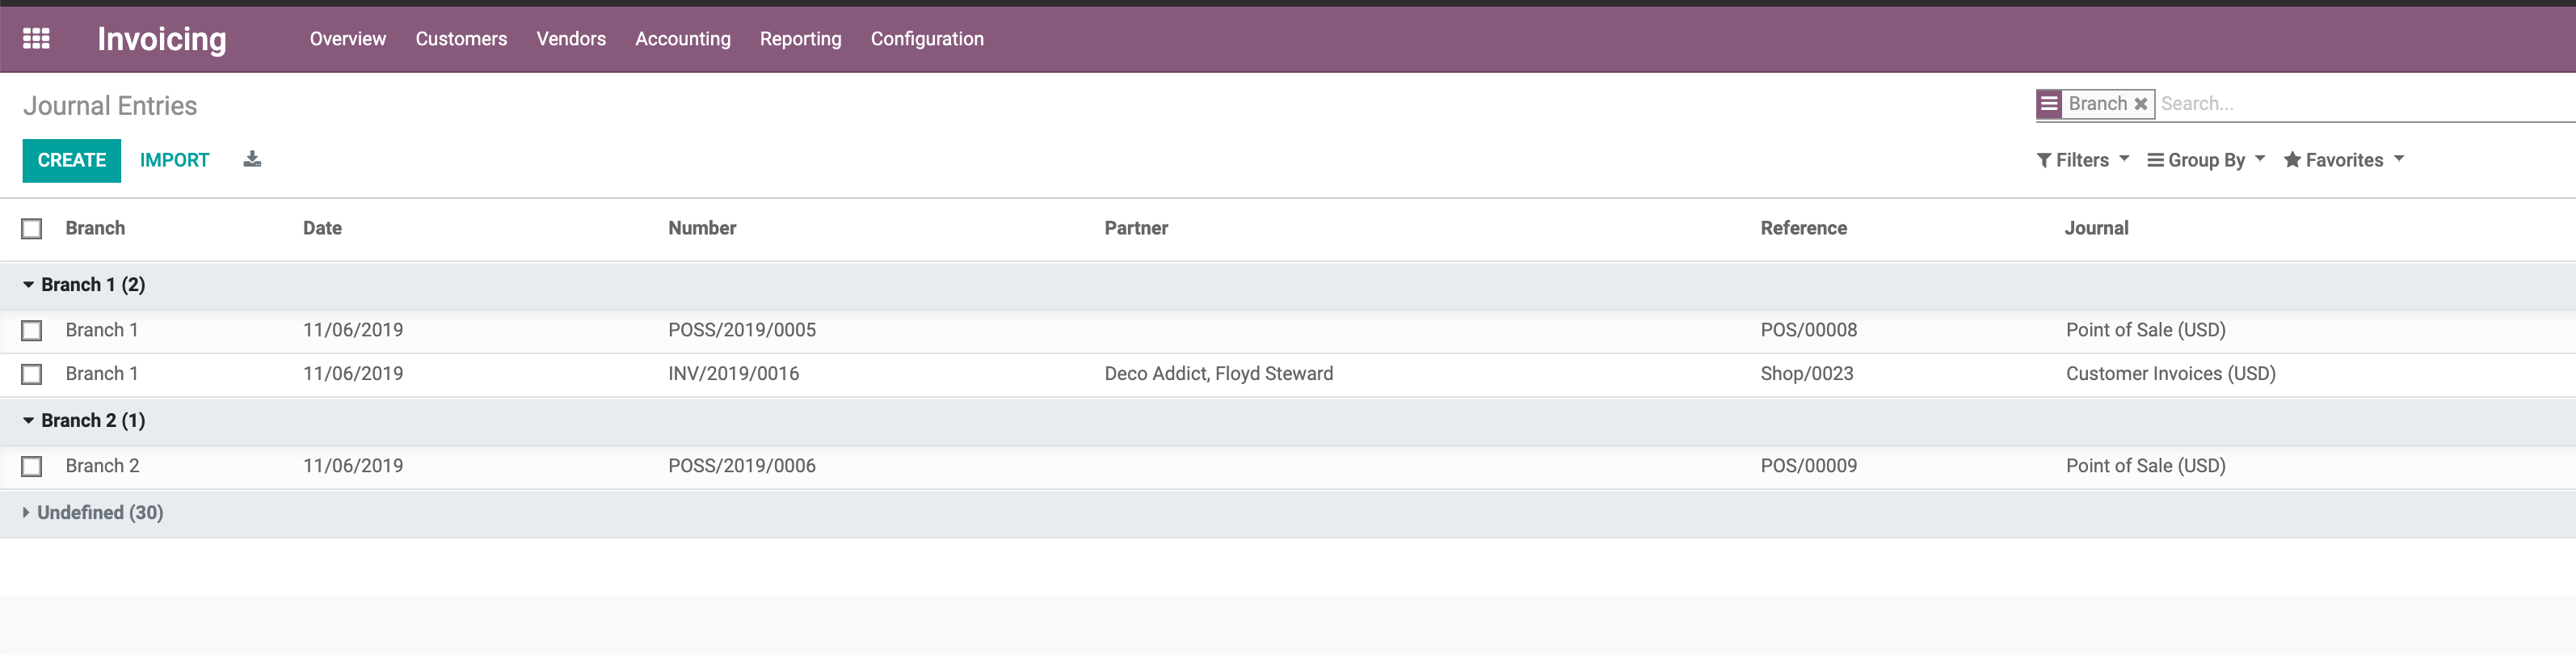 Invoicing Overview Customers Vendors Accounting Reporting Configuration
Journal Entries
Branch Search...
CREATE IMPORT
Filters Group By Favorites
Branch Date Number Partner Reference Journal
Branch 1 (2)
Branch 1 11/06/2019 POSS/2019/0005 POS/00008 Point of Sale (USD)
Branch 1 11/06/2019 INV/2019/0016 Deco Addict, Floyd Steward Shop/0023 Customer Invoices (USD)
Branch 2 (1)
Branch 2 11/06/2019 POSS/2019/0006 POS/00009 Point of Sale (USD)
Undefined (30)